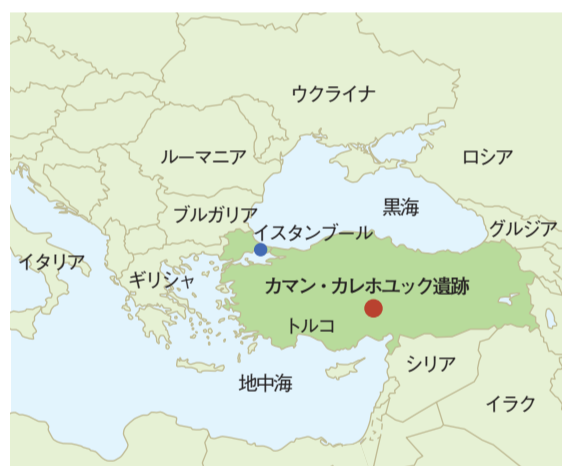 ウクライナ
ルーマニア
ロシア
ブルガリア
黒海
イスタンブール
グルジア
イタリア
ギリシャ
カマン・カレホユック遺跡
トルコ
シリア
地中海
イラク